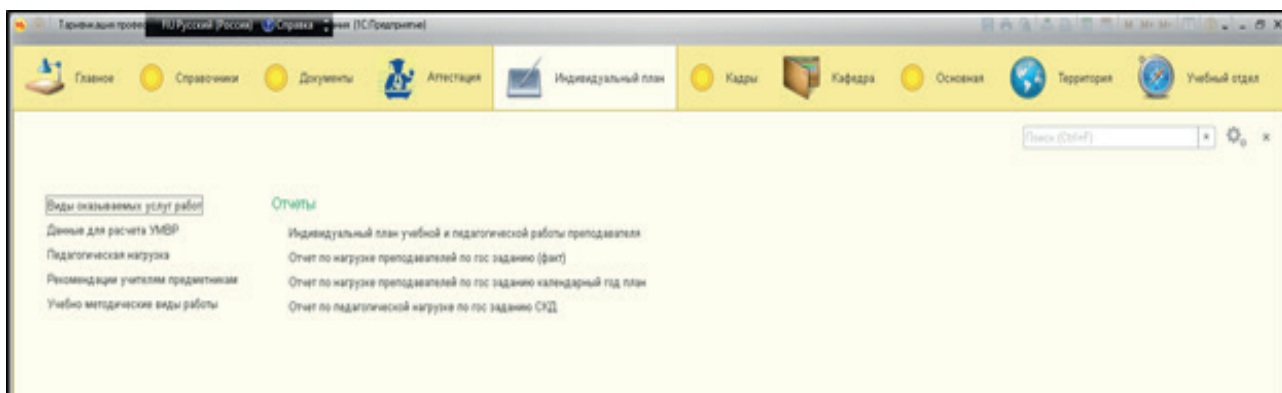 RU Русский (Россия) Справка (1С:Предприятие) M M+ M-
Главное Справочники Документы Аттестация Индивидуальный план Кадры Кафедра Основная Территория Учебный отдел
Поиск (Ctrl+F)
Виды оказываемых услуг работ
Данные для расчета УМВР
Педагогическая нагрузка
Рекомендации учителям предметникам
Учебно методические виды работы
Отчеты
Индивидуальный план учебной и педагогической работы преподавателя
Отчет по нагрузке преподавателей по гос заданию (факт)
Отчет по нагрузке преподавателей по гос заданию календарный год план
Отчет по педагогической нагрузке по гос заданию СКД